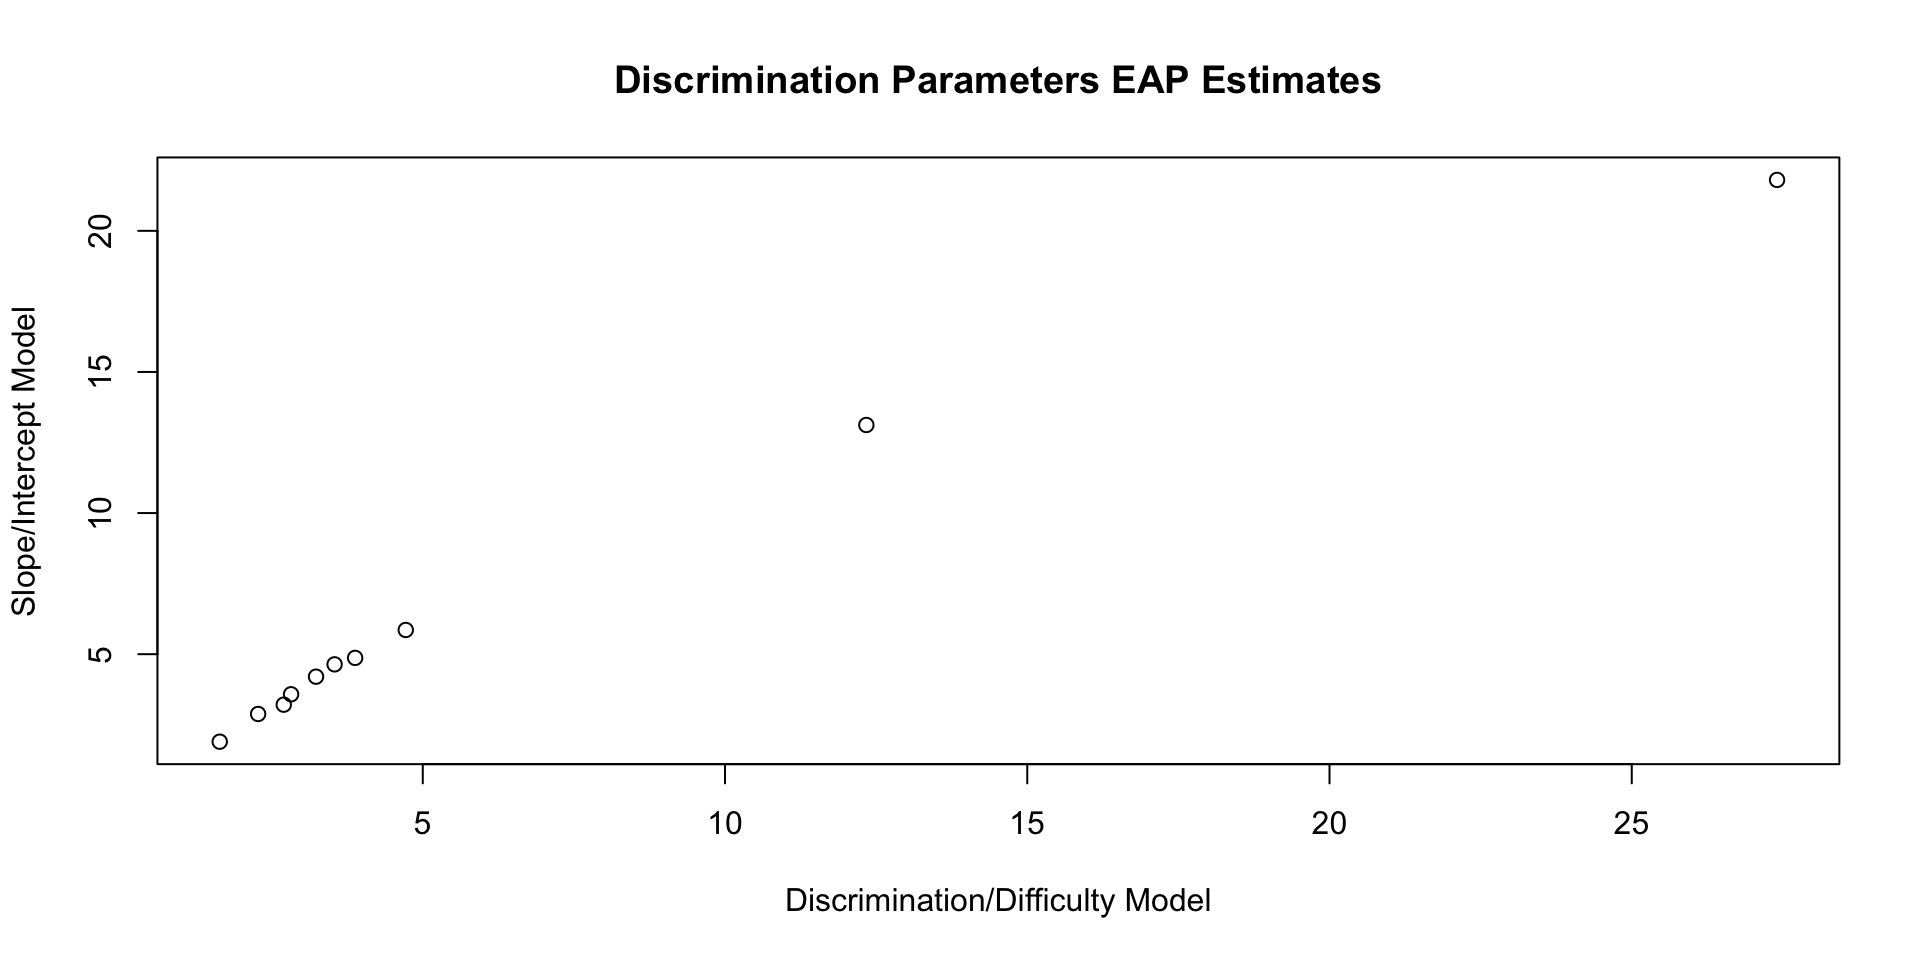 Discrimination Parameters EAP Estimates
Slope/Intercept Model
20
15
10
5
5 10 15 20 25
Discrimination/Difficulty Model